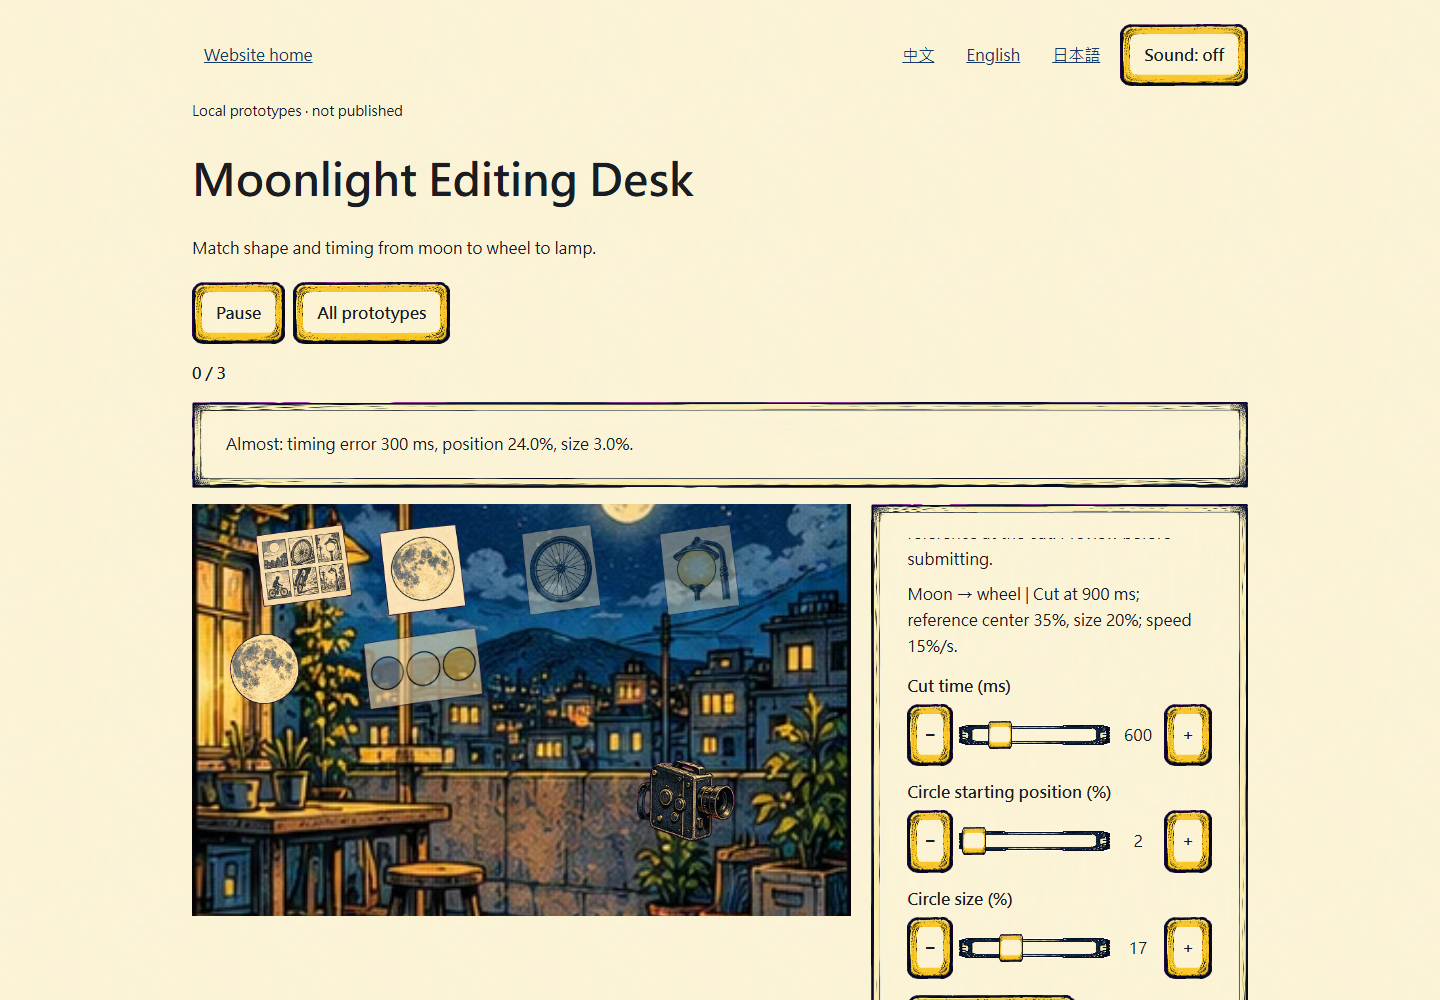 Website home
中文
English
日本語
Sound: off
Local prototypes · not published
Moonlight Editing Desk
Match shape and timing from moon to wheel to lamp.
Pause
All prototypes
0 / 3
Almost: timing error 300 ms, position 24.0%, size 3.0%.
submitting.
Moon → wheel | Cut at 900 ms;
reference center 35%, size 20%; speed
15%/s.
Cut time (ms)
−
600
+
Circle starting position (%)
−
2
+
Circle size (%)
−
17
+